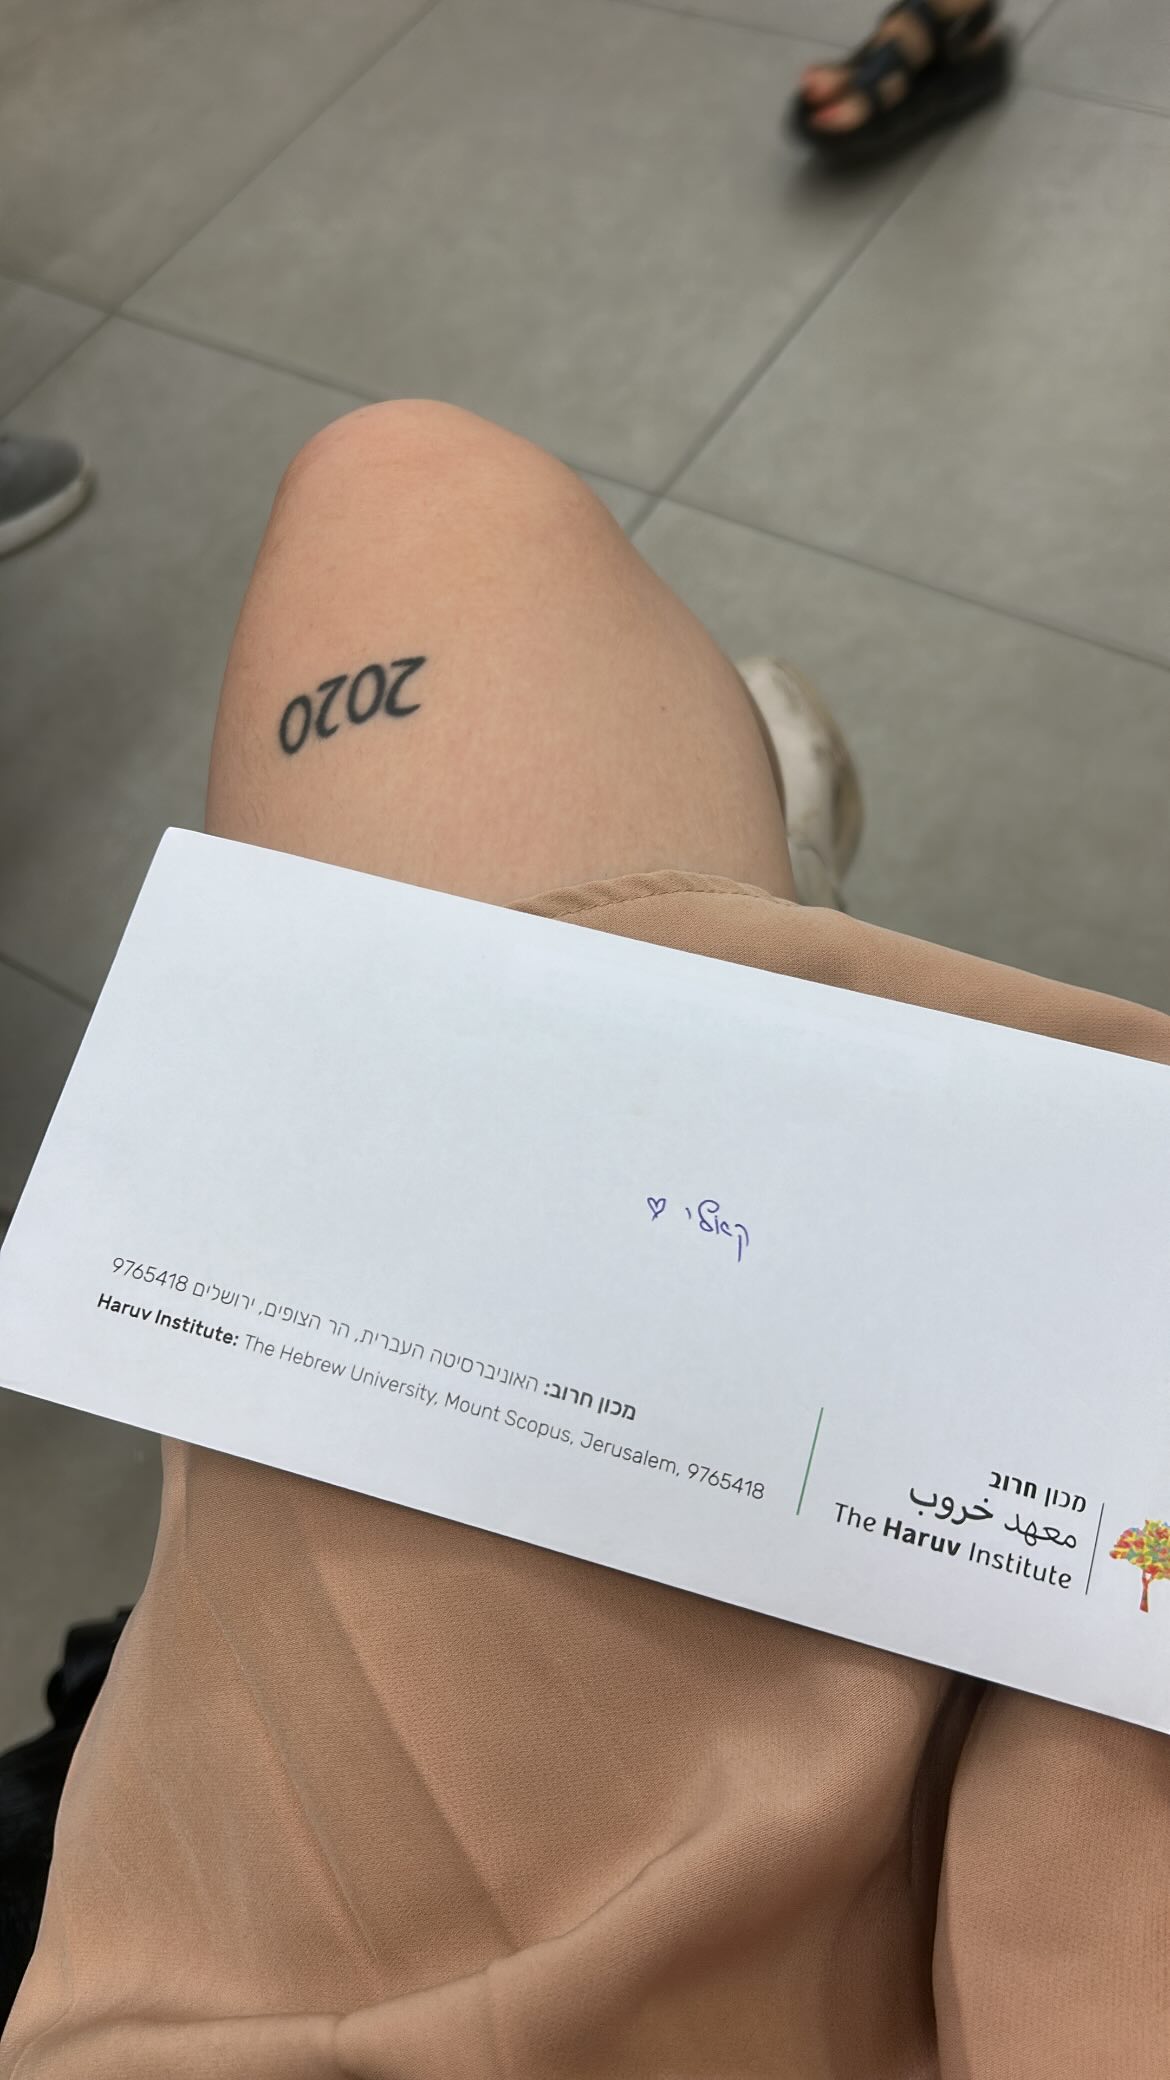 2020
קאלי ♡
מכון חרוב: האוניברסיטה העברית, הר הצופים, ירושלים 9765418
Haruv Institute: The Hebrew University, Mount Scopus, Jerusalem, 9765418
מכון חרוב
معهد خروب
The Haruv Institute